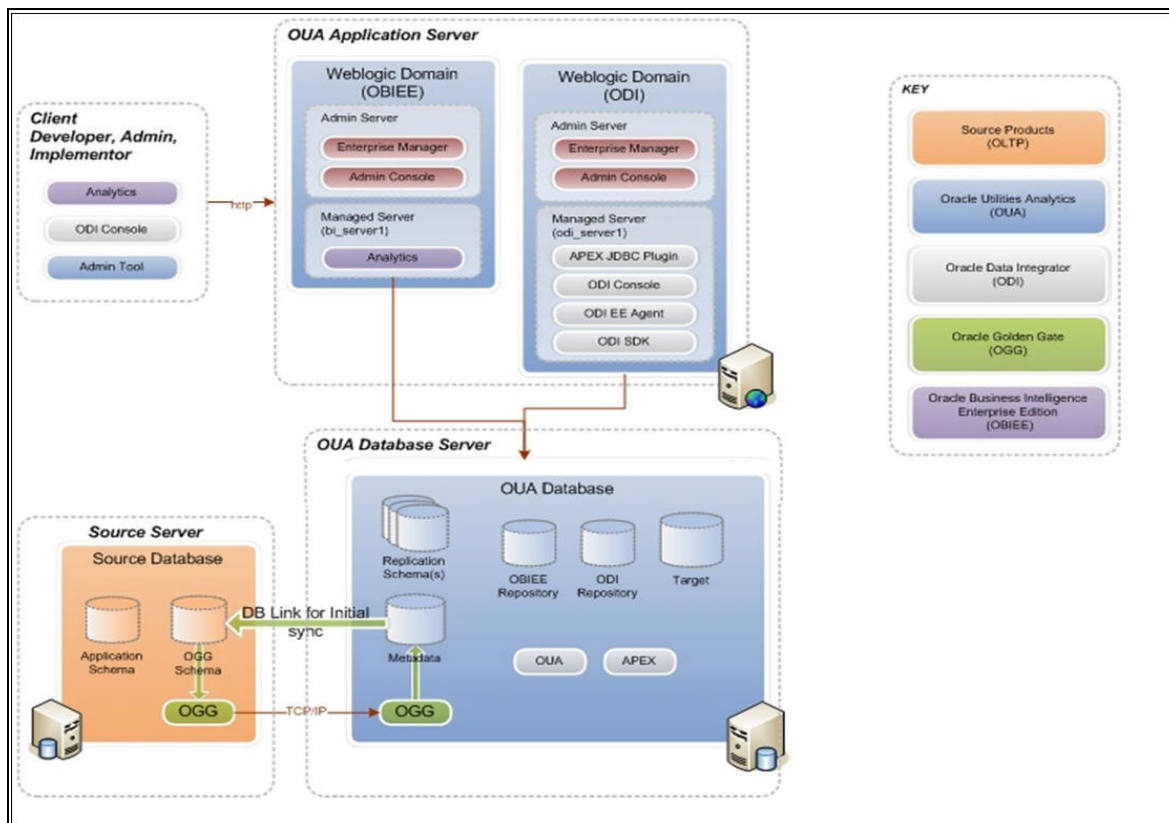 OUA Application Server
Weblogic Domain
(OBIEE)
Admin Server
Enterprise Manager
Admin Console
Managed Server
(bi_server1)
Analytics
Weblogic Domain
(ODI)
Admin Server
Enterprise Manager
Admin Console
Managed Server
(odi_server1)
APEX JDBC Plugin
ODI Console
ODI EE Agent
ODI SDK
Client
Developer, Admin,
Implementor
Analytics
ODI Console
Admin Tool
http
KEY
Source Products
(OLTP)
Oracle Utilities Analytics
(OUA)
Oracle Data Integrator
(ODI)
Oracle Golden Gate
(OGG)
Oracle Business Intelligence
Enterprise Edition
(OBIEE)
OUA Database Server
OUA Database
Replication
Schema(s)
OBIEE
Repository
ODI
Repository
Target
Metadata
OUA
APEX
OGG
Source Server
Source Database
Application
Schema
OGG
Schema
OGG
DB Link for Initial
sync
TCP/IP